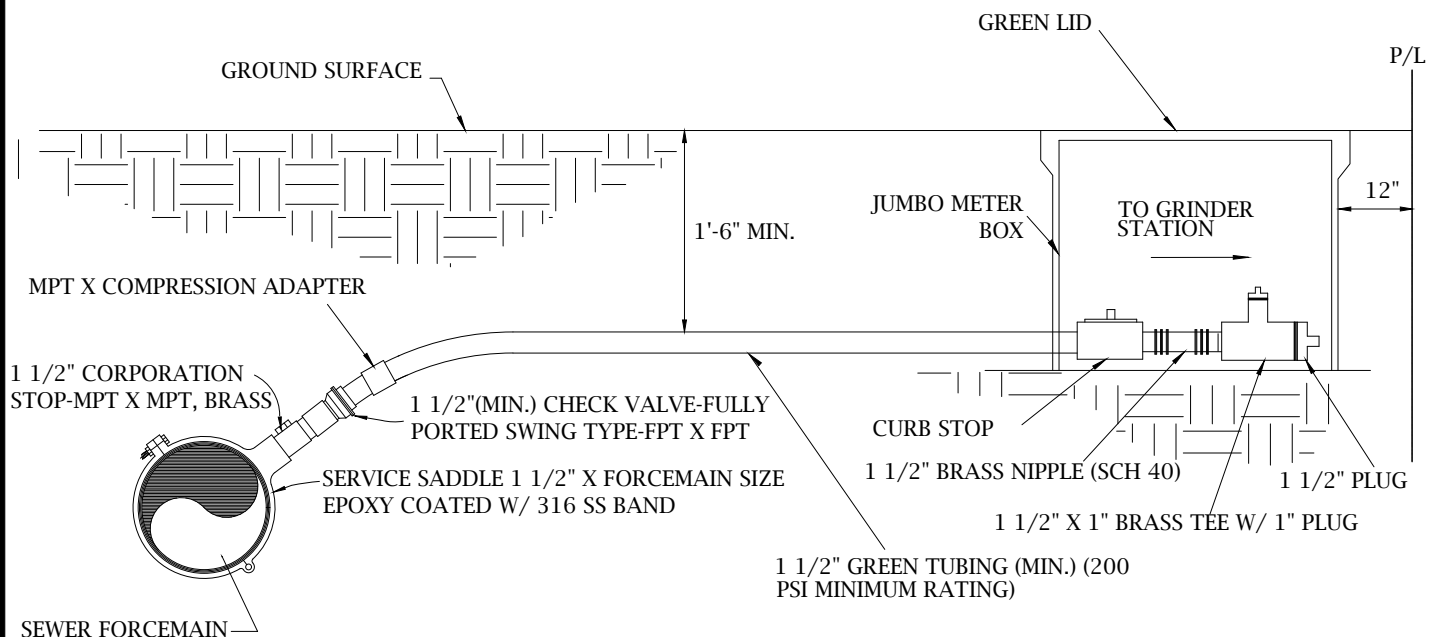 GREEN LID
P/L
GROUND SURFACE
12"
JUMBO METER
BOX
TO GRINDER
STATION
1'-6" MIN.
MPT X COMPRESSION ADAPTER
1 1/2" CORPORATION
STOP-MPT X MPT, BRASS
1 1/2"(MIN.) CHECK VALVE-FULLY
PORTED SWING TYPE-FPT X FPT
CURB STOP
1 1/2" BRASS NIPPLE (SCH 40)
1 1/2" PLUG
SERVICE SADDLE 1 1/2" X FORCEMAIN SIZE
EPOXY COATED W/ 316 SS BAND
1 1/2" X 1" BRASS TEE W/ 1" PLUG
1 1/2" GREEN TUBING (MIN.) (200
PSI MINIMUM RATING)
SEWER FORCEMAIN